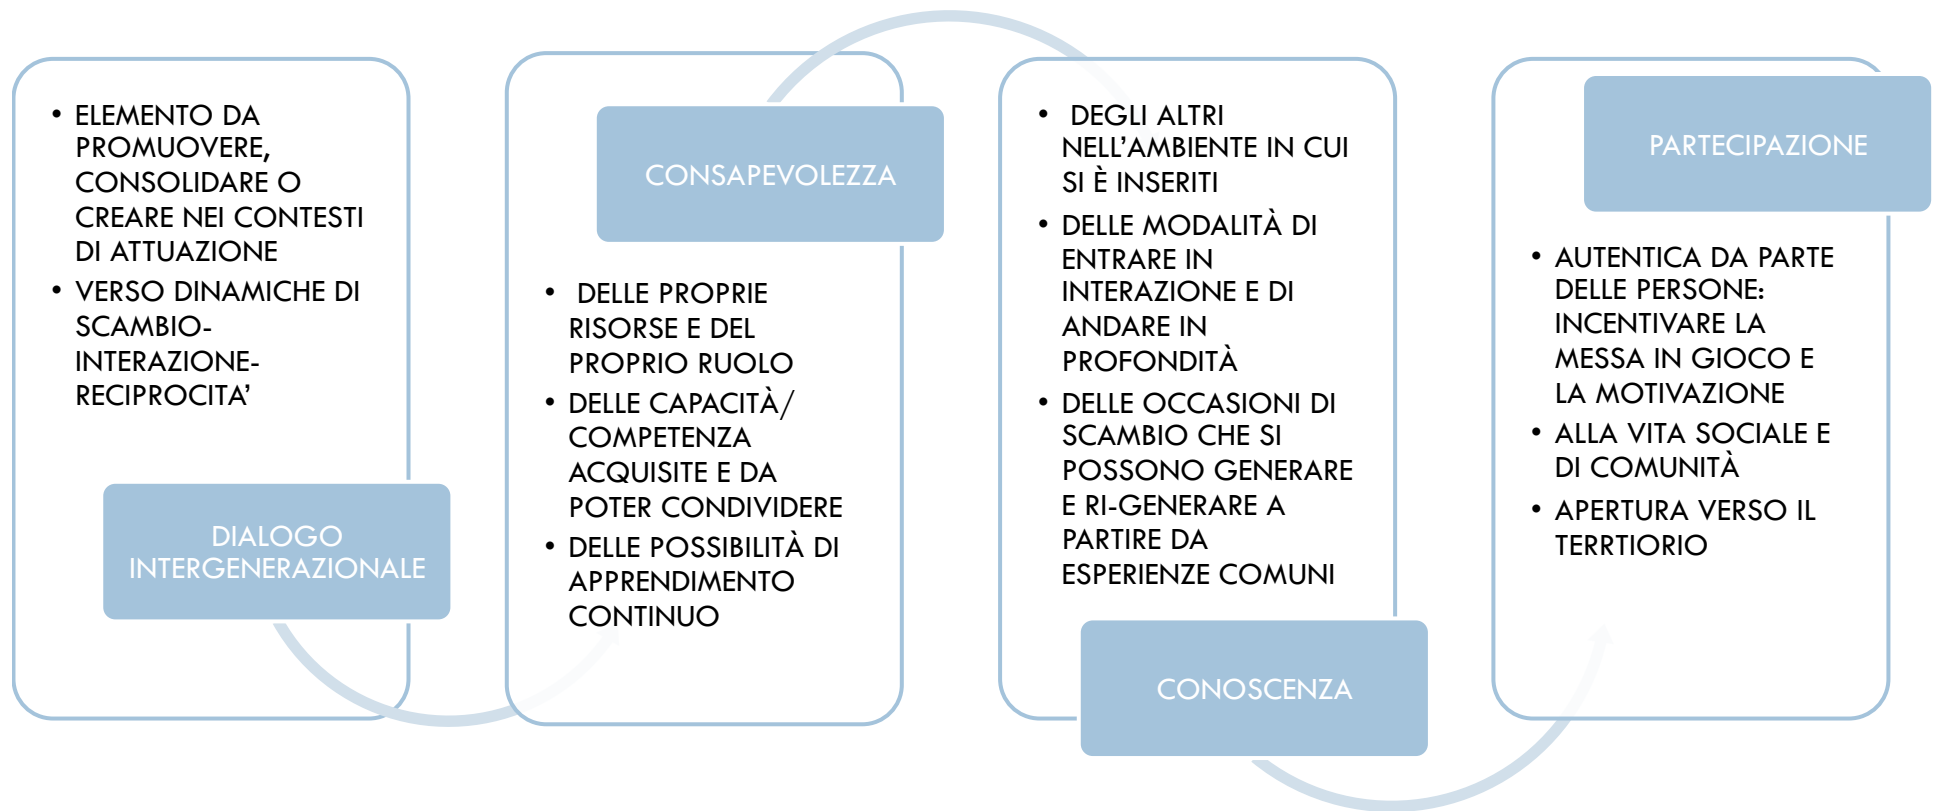 • ELEMENTO DA
PROMUOVERE,
CONSOLIDARE O
CREARE NEI CONTESTI
DI ATTUAZIONE
• VERSO DINAMICHE DI
SCAMBIO-
INTERAZIONE-
RECIPROCITA'
DIALOGO
INTERGENERAZIONALE
CONSAPEVOLEZZA
• DELLE PROPRIE
RISORSE E DEL
PROPRIO RUOLO
• DELLE CAPACITÀ/
COMPETENZA
ACQUISITE E DA
POTER CONDIVIDERE
• DELLE POSSIBILITÀ DI
APPRENDIMENTO
CONTINUO
• DEGLI ALTRI
NELL'AMBIENTE IN CUI
SI È INSERITI
• DELLE MODALITÀ DI
ENTRARE IN
INTERAZIONE E DI
ANDARE IN
PROFONDITÀ
• DELLE OCCASIONI DI
SCAMBIO CHE SI
POSSONO GENERARE
E RI-GENERARE A
PARTIRE DA
ESPERIENZE COMUNI
CONOSCENZA
PARTECIPAZIONE
• AUTENTICA DA PARTE
DELLE PERSONE:
INCENTIVARE LA
MESSA IN GIOCO E
LA MOTIVAZIONE
• ALLA VITA SOCIALE E
DI COMUNITÀ
• APERTURA VERSO IL
TERRTIORIO